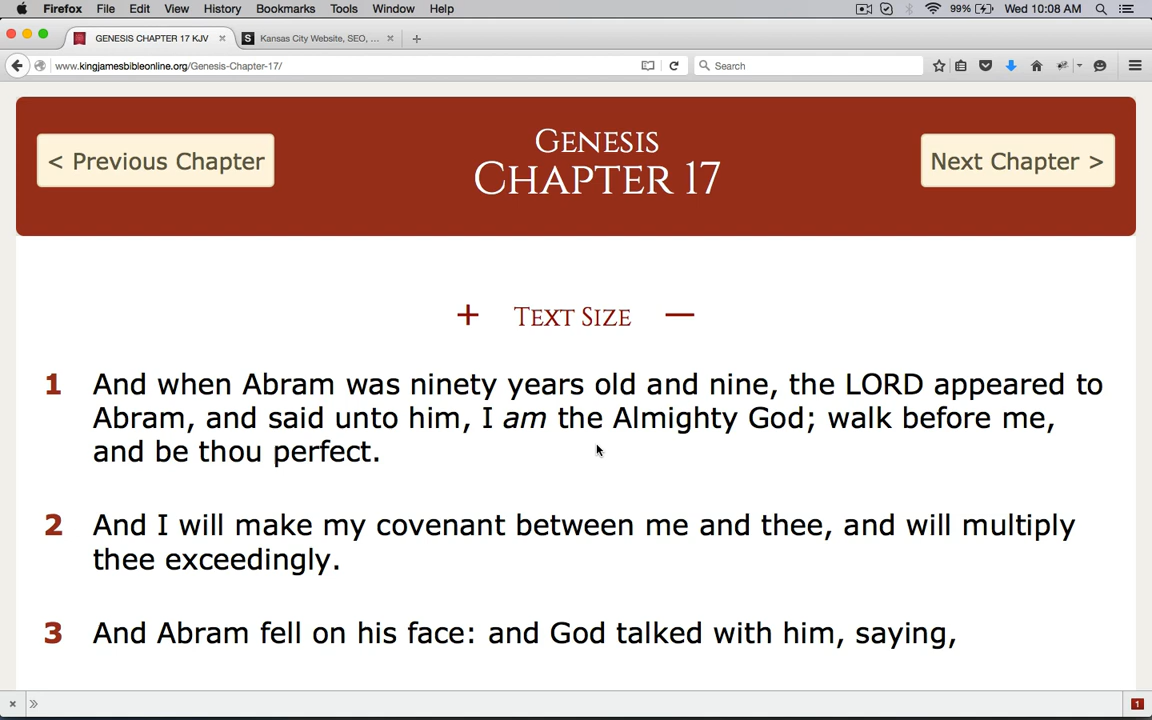 Firefox File Edit View History Bookmarks Tools Window Help 99% Wed 10:08 AM
GENESIS CHAPTER 17 KJV × S Kansas City Website, SEO, ... × +
www.kingjamesbibleonline.org/Genesis-Chapter-17/ Search
GENESIS
< Previous Chapter CHAPTER 17 Next Chapter >
+ TEXT SIZE —
1 And when Abram was ninety years old and nine, the LORD appeared to
Abram, and said unto him, I am the Almighty God; walk before me,
and be thou perfect.
2 And I will make my covenant between me and thee, and will multiply
thee exceedingly.
3 And Abram fell on his face: and God talked with him, saying,
× » 1